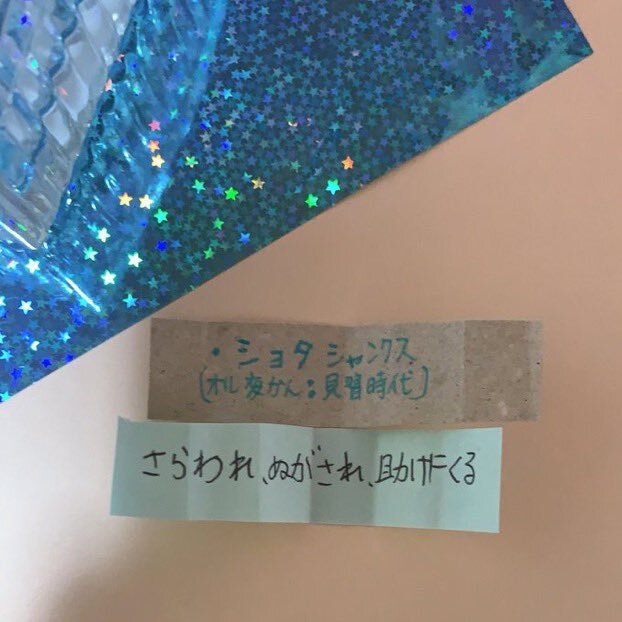 ・ショタシャンクス
(オル変かん：見習時代)
さらわれ、ぬがされ、助けにくる